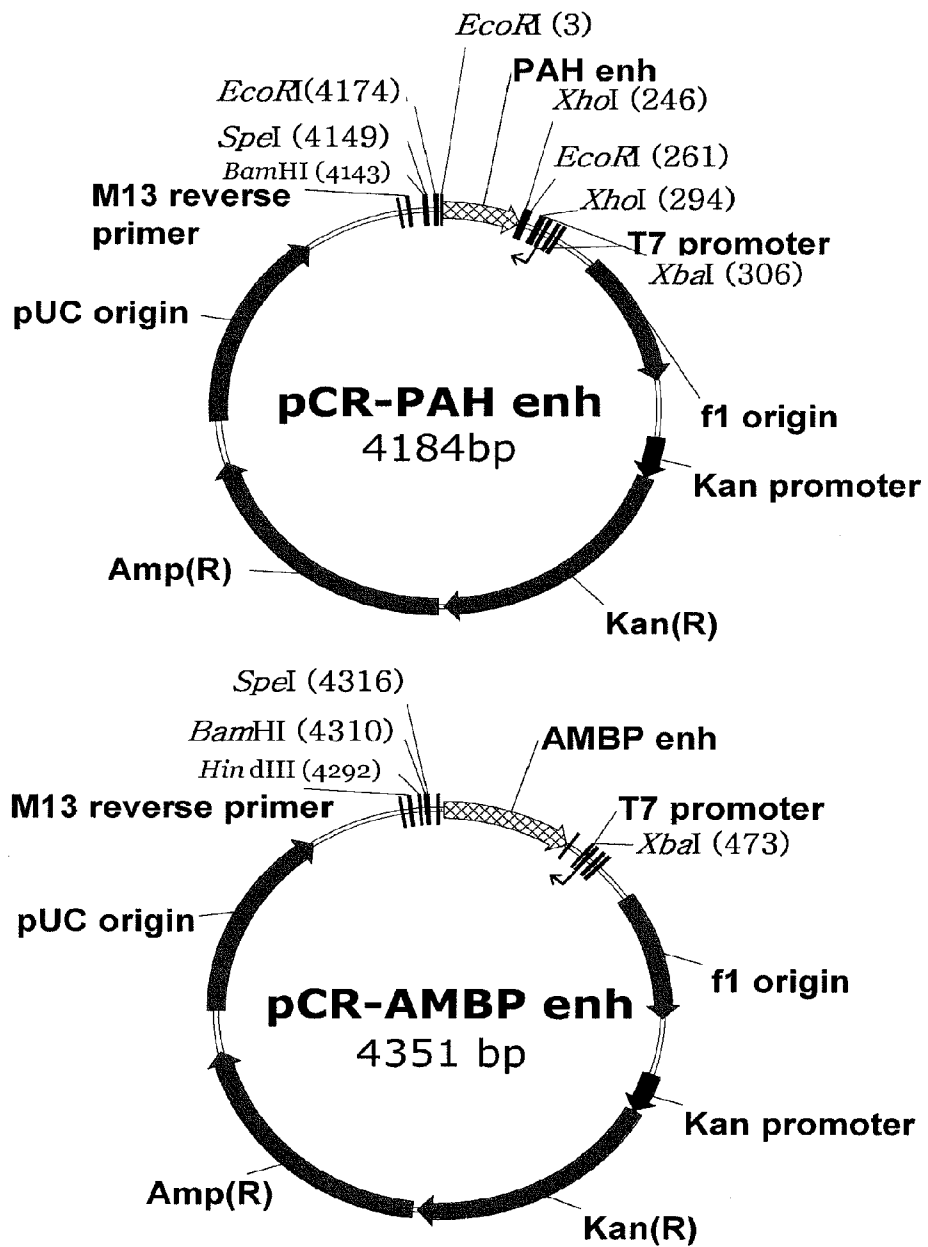 EcoRI (3)
PAH enh
EcoRI(4174)
XhoI (246)
SpeI (4149)
EcoRI (261)
BamHI (4143)
XhoI (294)
M13 reverse
primer
T7 promoter
XbaI (306)
pUC origin
pCR-PAH enh
4184bp
f1 origin
Kan promoter
Amp(R)
Kan(R)
SpeI (4316)
BamHI (4310)
AMBP enh
Hin dIII (4292)
M13 reverse primer
T7 promoter
XbaI (473)
pUC origin
f1 origin
pCR-AMBP enh
4351 bp
Kan promoter
Amp(R)
Kan(R)